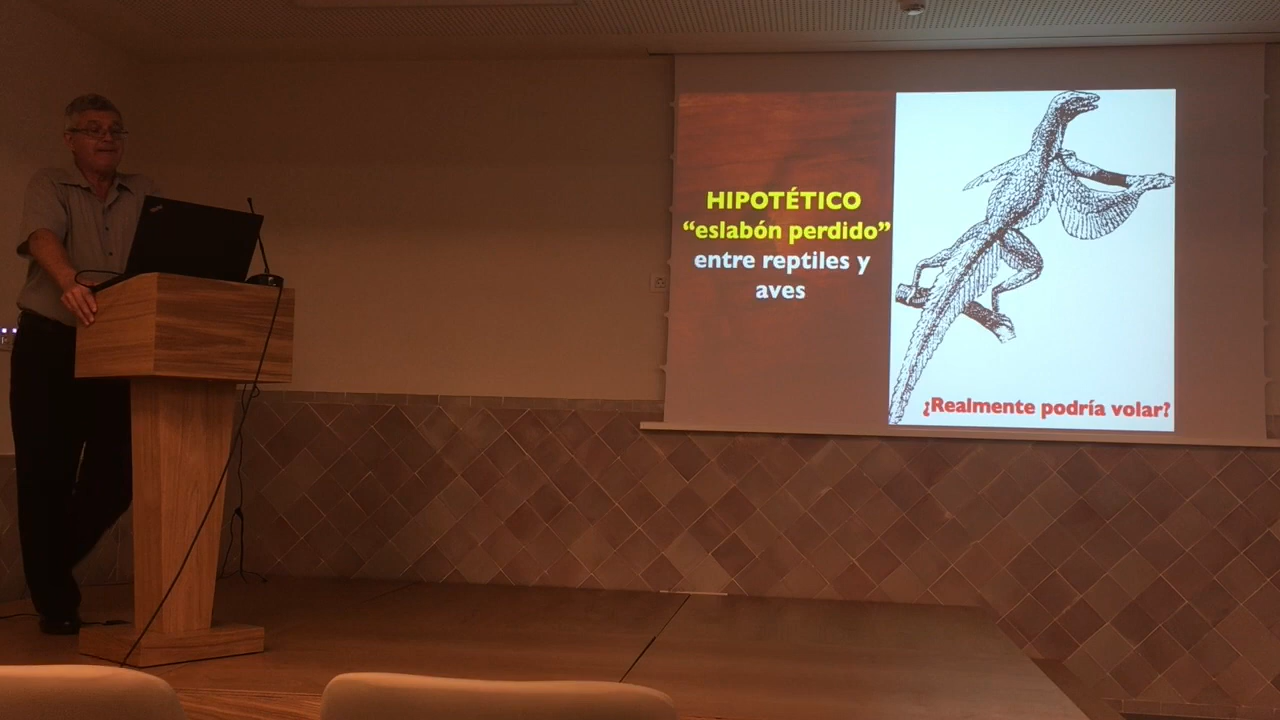 HIPOTÉTICO
“eslabón perdido”
entre reptiles y
aves
¿Realmente podría volar?